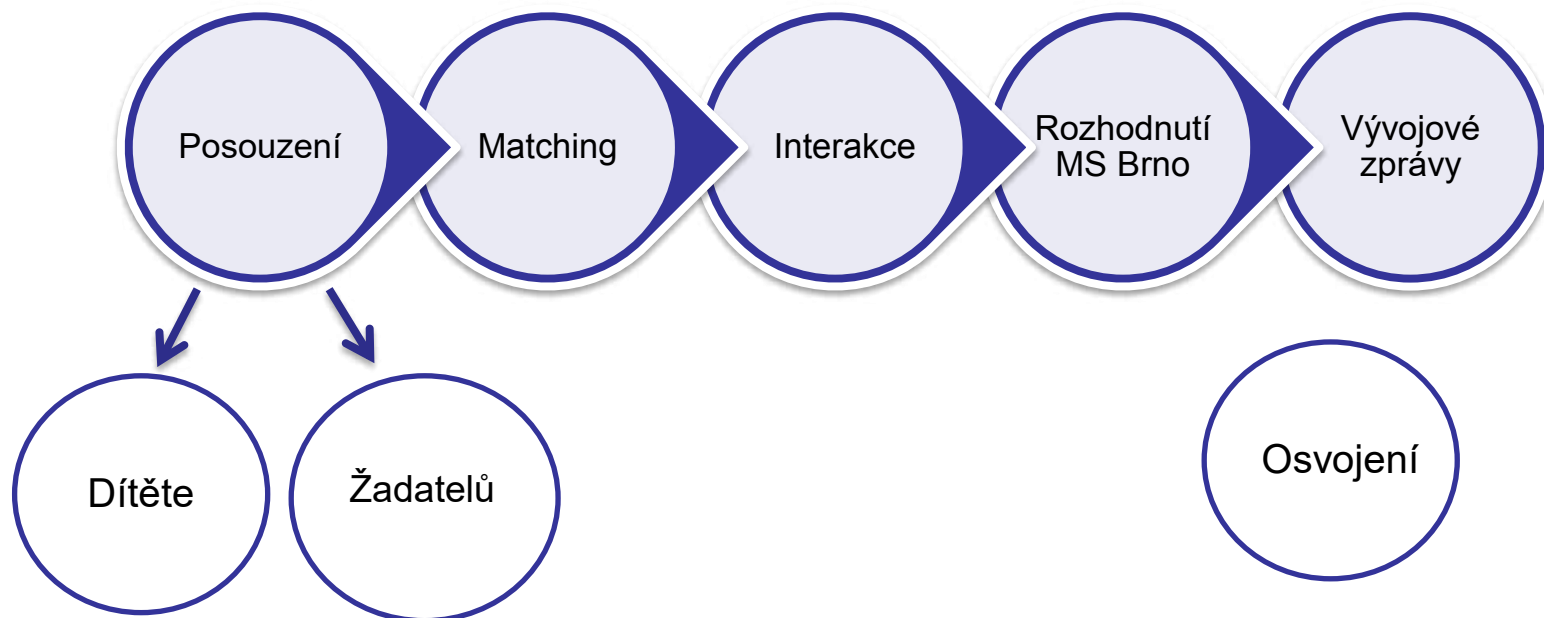 Posouzení
Matching
Interakce
Rozhodnutí
MS Brno
Vývojové
zprávy
Dítěte
Žadatelů
Osvojení